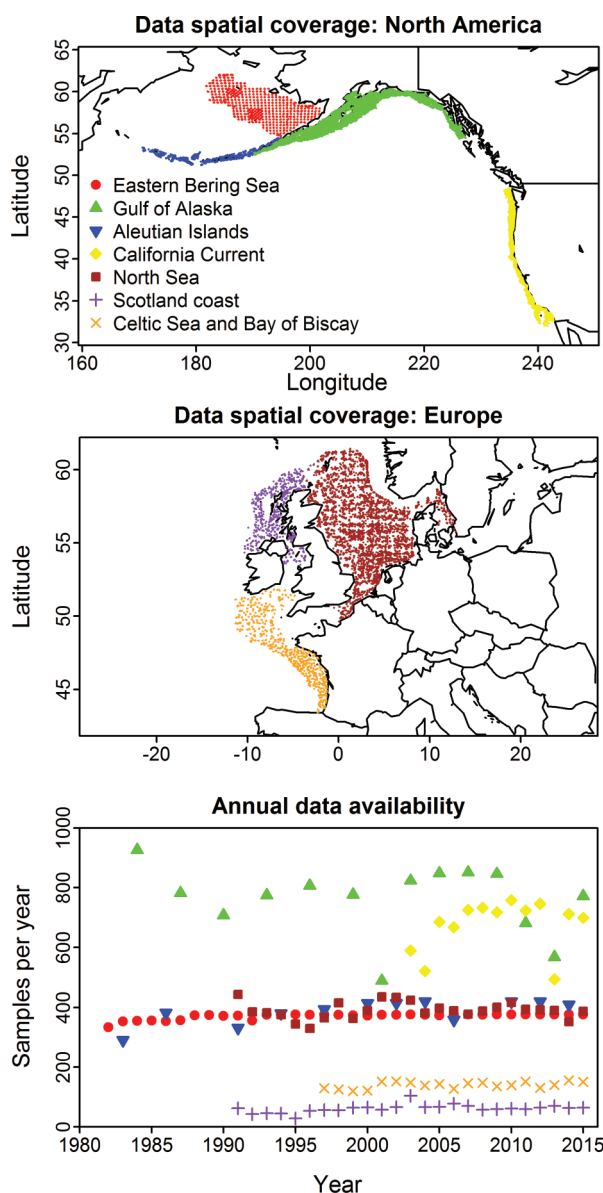 Data spatial coverage: North America
65
60
55
50
45
40
35
30
Latitude
Eastern Bering Sea
Gulf of Alaska
Aleutian Islands
California Current
North Sea
Scotland coast
Celtic Sea and Bay of Biscay
160 180 200 220 240
Longitude
Data spatial coverage: Europe
60
55
50
45
Latitude
-20 -10 0 10 20
Annual data availability
1000
800
600
400
200
0
Samples per year
1980 1985 1990 1995 2000 2005 2010 2015
Year